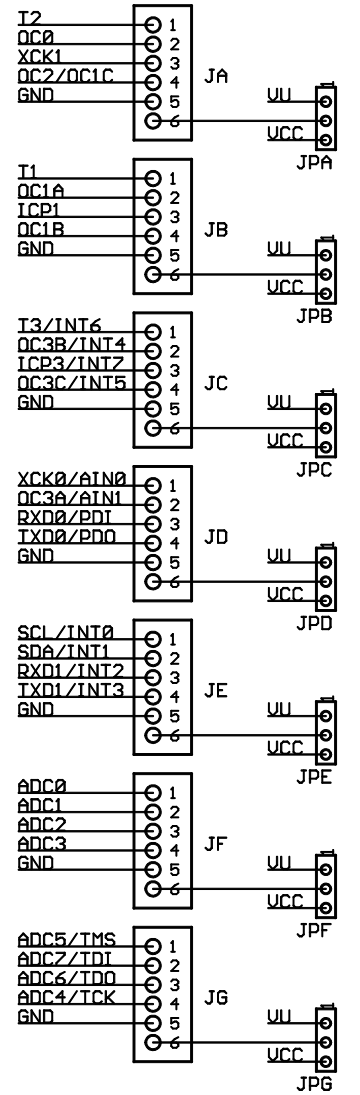 T2 1
OC0 2
XCK1 3
OC2/OC1C 4 JA
GND 5 VU
6
VCC
JPA
T1 1
OC1A 2
ICP1 3
OC1B 4 JB
GND 5 VU
6
VCC
JPB
T3/INT6 1
OC3B/INT4 2
ICP3/INT7 3
OC3C/INT5 4 JC
GND 5 VU
6
VCC
JPC
XCK0/AIN0 1
OC3A/AIN1 2
RXD0/PDI 3
TXD0/PDO 4 JD
GND 5 VU
6
VCC
JPD
SCL/INT0 1
SDA/INT1 2
RXD1/INT2 3
TXD1/INT3 4 JE
GND 5 VU
6
VCC
JPE
ADC0 1
ADC1 2
ADC2 3
ADC3 4 JF
GND 5 VU
6
VCC
JPF
ADC5/TMS 1
ADC7/TDI 2
ADC6/TDO 3
ADC4/TCK 4 JG
GND 5 VU
6
VCC
JPG